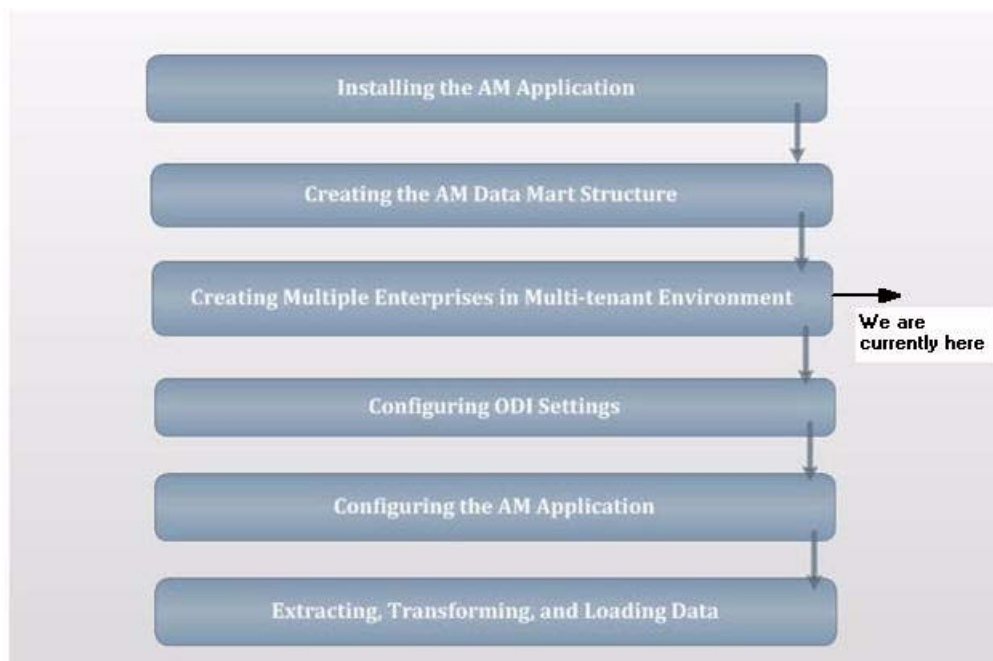 Installing the AM Application
Creating the AM Data Mart Structure
Creating Multiple Enterprises in Multi-tenant Environment
We are
currently here
Configuring ODI Settings
Configuring the AM Application
Extracting, Transforming, and Loading Data